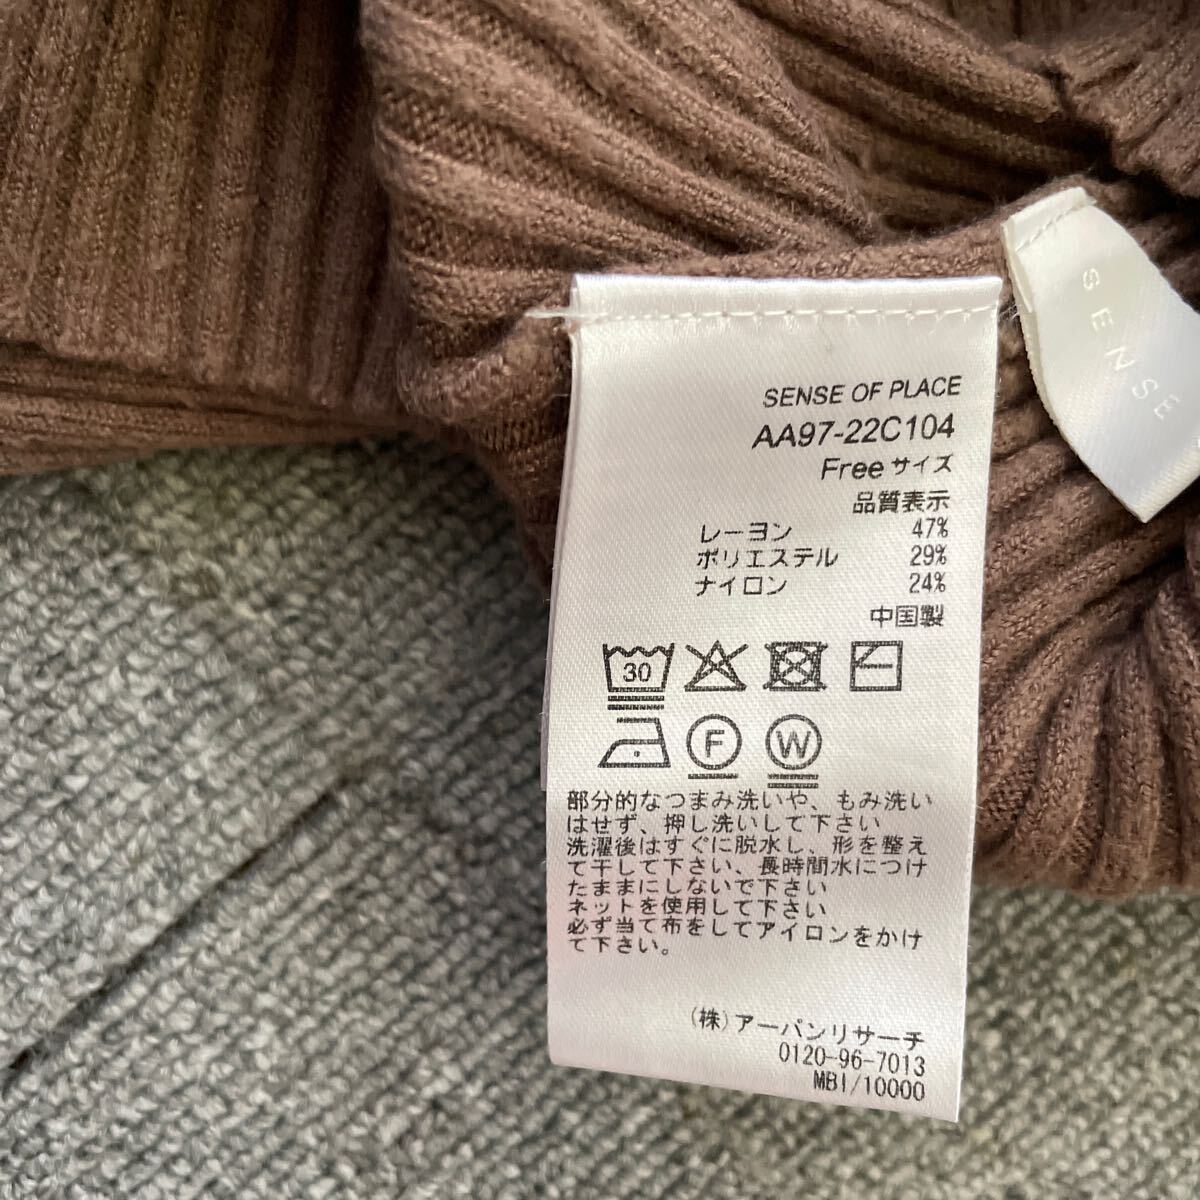 SENSE
SENSE OF PLACE
AA97-22C104
Freeサイズ
品質表示
レーヨン 47%
ポリエステル 29%
ナイロン 24%
中国製
30
F W
部分的なつまみ洗いや、もみ洗い
はせず、押し洗いして下さい
洗濯後はすぐに脱水し、形を整え
て干して下さい、長時間水につけ
たままにしないで下さい
ネットを使用して下さい
必ず当て布をしてアイロンをかけ
て下さい。
(株)アーバンリサーチ
0120-96-7013
MBI/10000